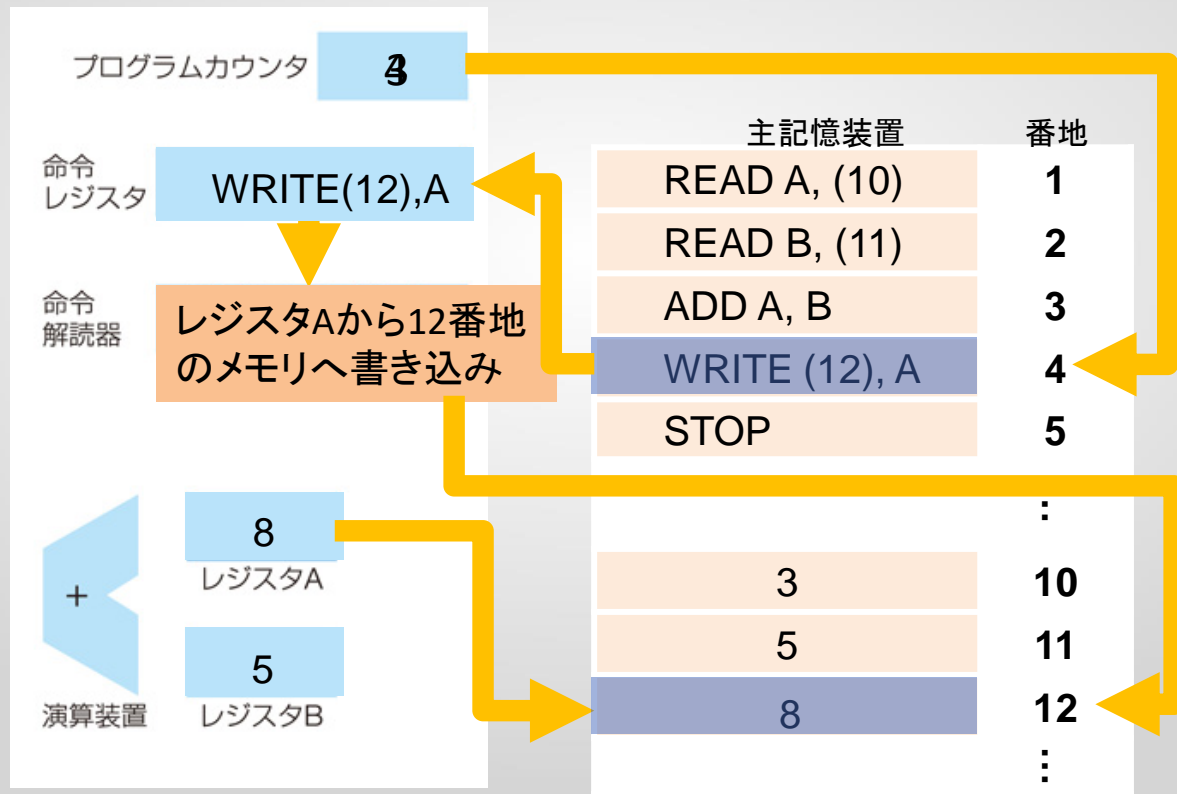 プログラムカウンタ
命令
レジスタ
WRITE(12),A
命令
解読器
レジスタAから12番地
のメモリへ書き込み
+
演算装置
8
レジスタA
5
レジスタB
主記憶装置 番地
READ A, (10) 1
READ B, (11) 2
ADD A, B 3
WRITE (12), A 4
STOP 5
:
3 10
5 11
8 12
: